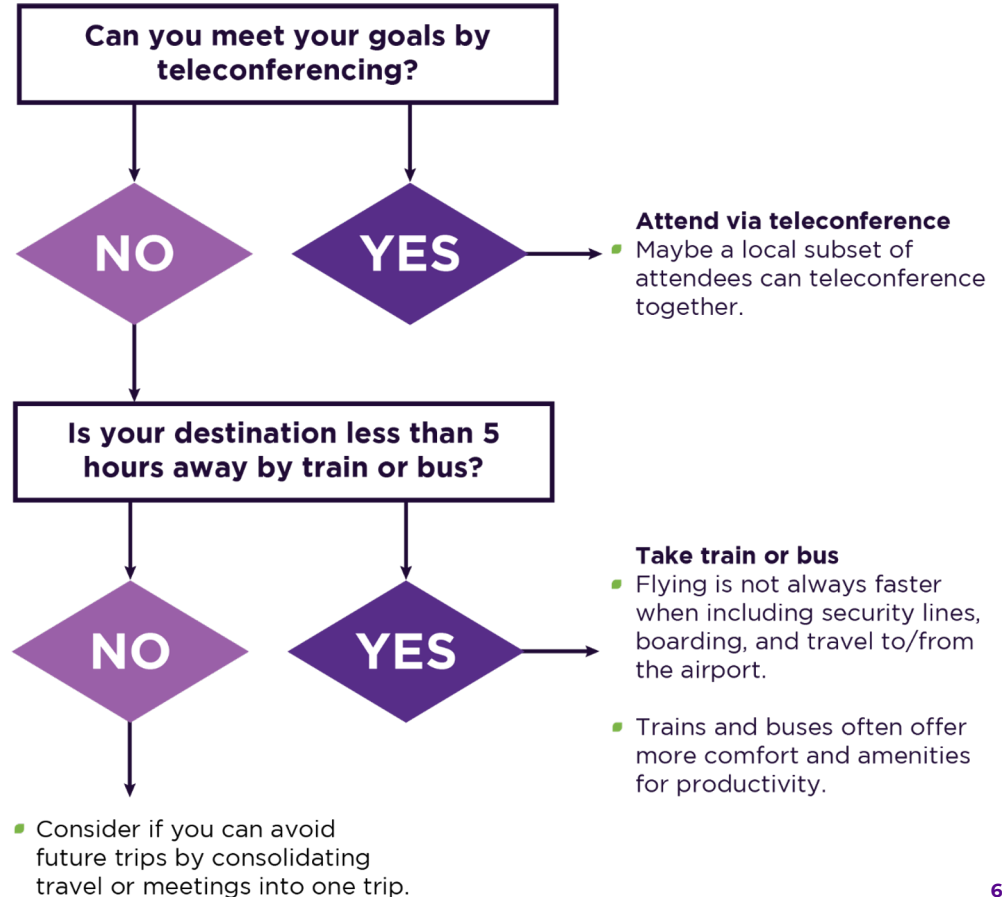 Can you meet your goals by
teleconferencing?
NO
YES
Attend via teleconference
Maybe a local subset of
attendees can teleconference
together.
Is your destination less than 5
hours away by train or bus?
NO
YES
Take train or bus
Flying is not always faster
when including security lines,
boarding, and travel to/from
the airport.
Trains and buses often offer
more comfort and amenities
for productivity.
Consider if you can avoid
future trips by consolidating
travel or meetings into one trip.
6